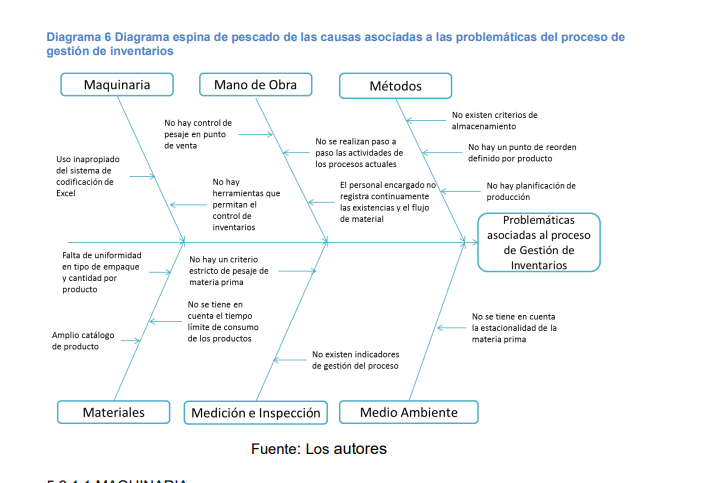 Diagrama 6 Diagrama espina de pescado de las causas asociadas a las problemáticas del proceso de
gestión de inventarios
Maquinaria
Mano de Obra
Métodos
Uso inapropiado
del sistema de
codificación de
Excel
No hay
herramientas que
permitan el
control de
inventarios
No hay control de
pesaje en punto
de venta
No se realizan paso a
paso las actividades de
los procesos actuales
El personal encargado no
registra continuamente
las existencias y el flujo
de material
No existen criterios de
almacenamiento
No hay un punto de reorden
definido por producto
No hay planificación de
producción
Problemáticas
asociadas al proceso
de Gestión de
Inventarios
Falta de uniformidad
en tipo de empaque
y cantidad por
producto
No se tiene en
cuenta el tiempo
límite de consumo
de los productos
Amplio catálogo
de producto
No hay un criterio
estricto de pesaje de
materia prima
No existen indicadores
de gestión del proceso
No se tiene en cuenta
la estacionalidad de la
materia prima
Materiales
Medición e Inspección
Medio Ambiente
Fuente: Los autores